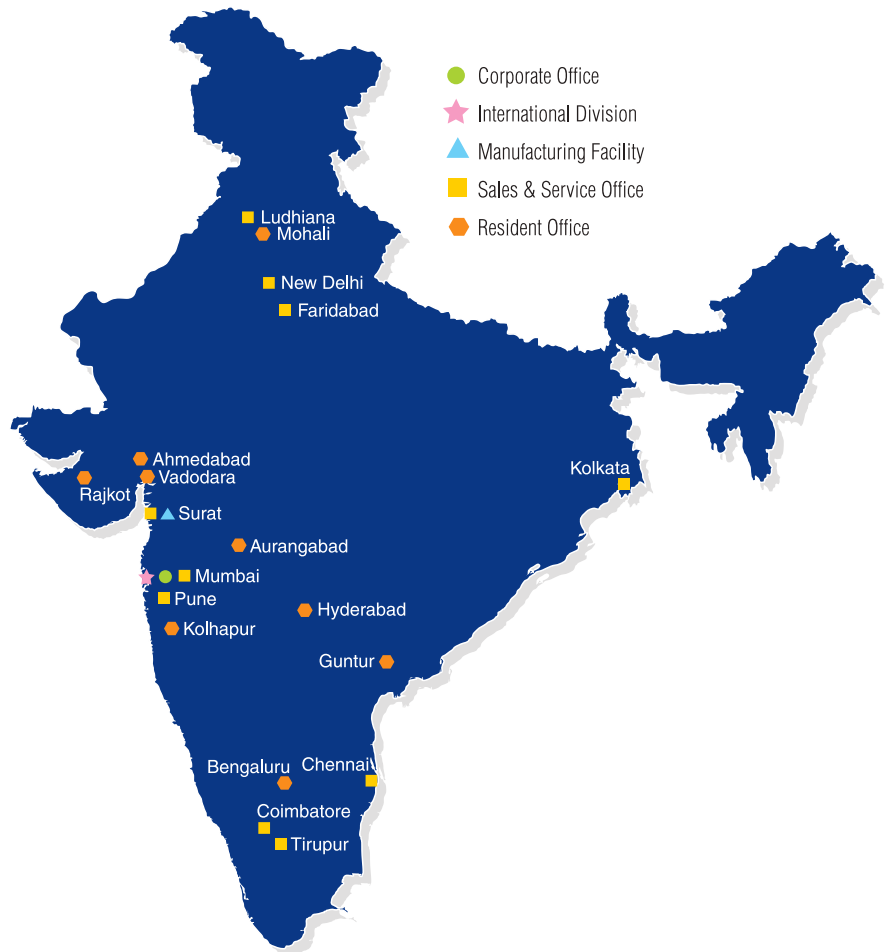 Corporate Office
International Division
Manufacturing Facility
Sales & Service Office
Resident Office
Ludhiana
Mohali
New Delhi
Faridabad
Ahmedabad
Vadodara
Rajkot
Kolkata
Surat
Aurangabad
Mumbai
Pune
Hyderabad
Kolhapur
Guntur
Bengaluru
Chennai
Coimbatore
Tirupur